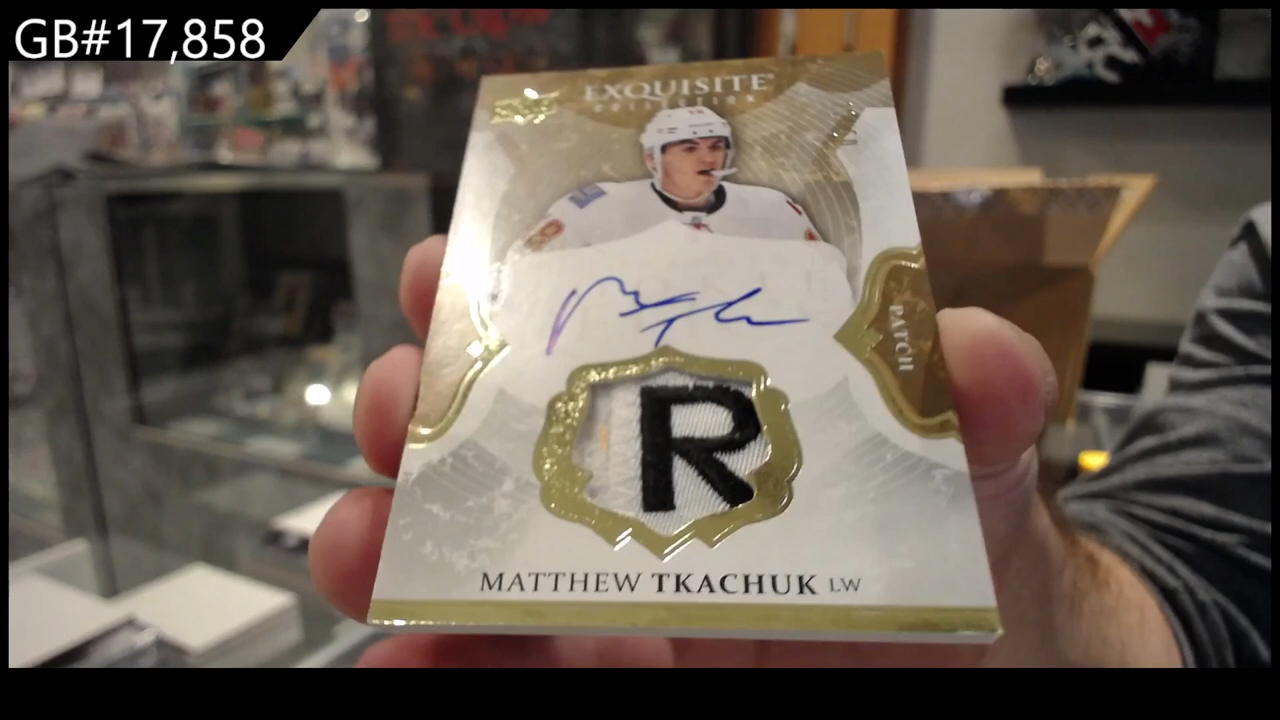 GB#17,858
EXQUISITE
COLLECTION
PATCH
R
MATTHEW TKACHUK LW